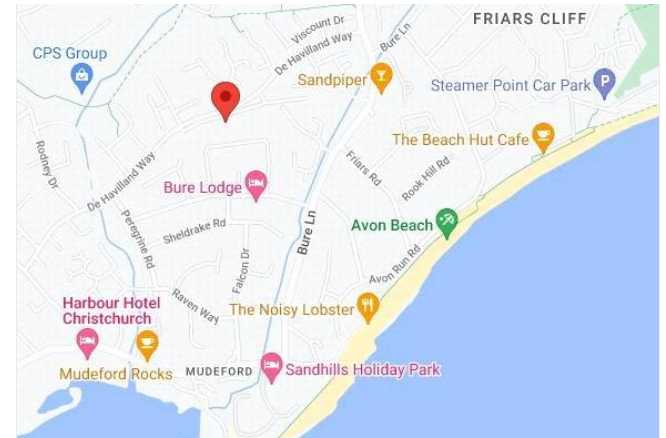 FRIARS CLIFF
Viscount Dr
Bure Ln
CPS Group
De Havilland Way
Sandpiper
Steamer Point Car Park
P
The Beach Hut Cafe
Rodney Dr
Friars Rd
Rook Hill Rd
De Havilland Way
Bure Lodge
Peregrine Rd
Sheldrake Rd
Bure Ln
Avon Beach
Falcon Dr
Avon Run Rd
Raven Way
The Noisy Lobster
Harbour Hotel
Christchurch
Mudeford Rocks
MUDEFORD
Sandhills Holiday Park